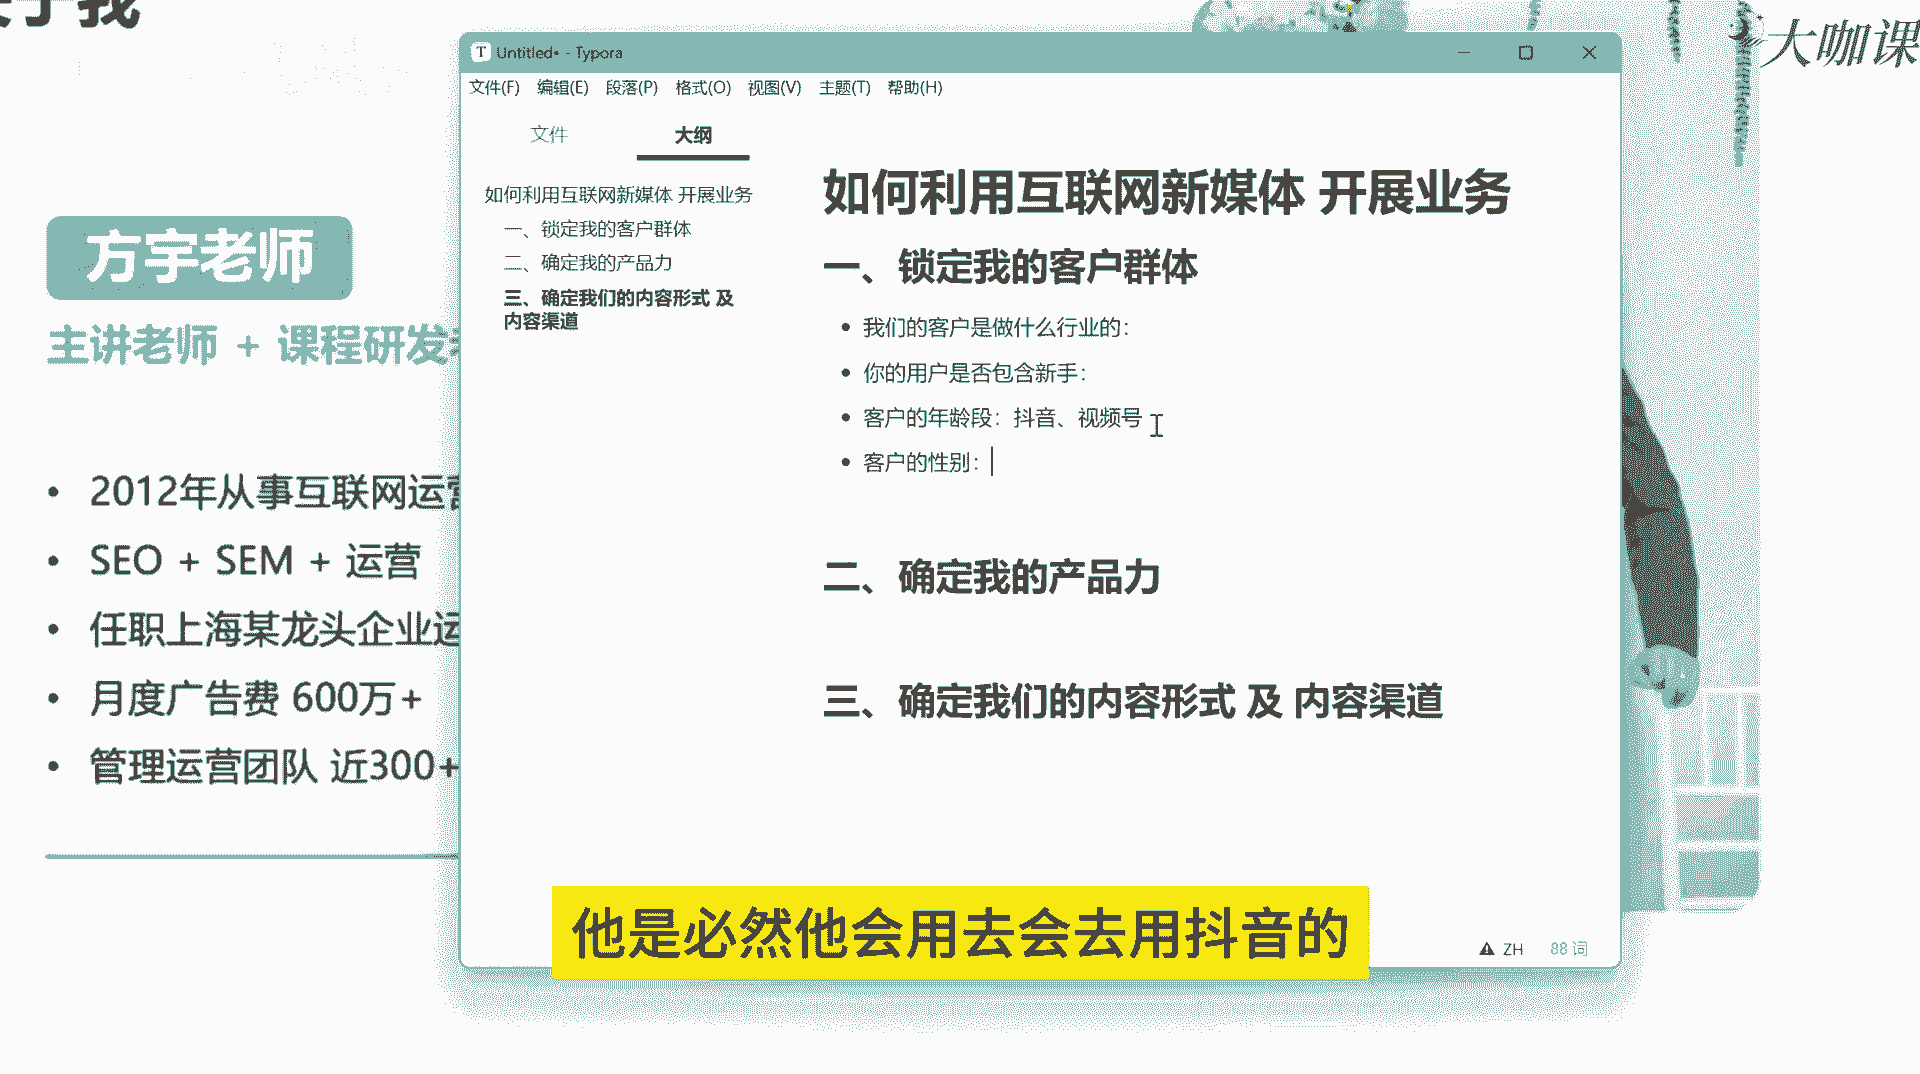 于我
大咖课
方宇老师
主讲老师 + 课程研发
• 2012年从事互联网运营
• SEO + SEM + 运营
• 任职上海某龙头企业运
• 月度广告费 600万+
• 管理运营团队 近300+
T Untitled• - Typora
文件(F) 编辑(E) 段落(P) 格式(O) 视图(V) 主题(T) 帮助(H)
文件 大纲
如何利用互联网新媒体 开展业务
一、锁定我的客户群体
二、确定我的产品力
三、确定我们的内容形式 及
内容渠道
如何利用互联网新媒体 开展业务
一、锁定我的客户群体
• 我们的客户是做什么行业的：
• 你的用户是否包含新手：
• 客户的年龄段：抖音、视频号
• 客户的性别：
二、确定我的产品力
三、确定我们的内容形式 及 内容渠道
他是必然他会用去会去用抖音的
ZH 88 词